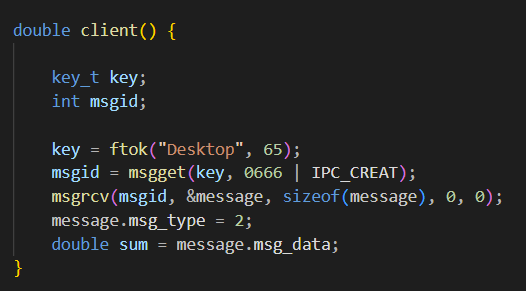 double client() {
key_t key;
int msgid;
key = ftok("Desktop", 65);
msgid = msgget(key, 0666 | IPC_CREAT);
msgrcv(msgid, &message, sizeof(message), 0, 0);
message.msg_type = 2;
double sum = message.msg_data;
}